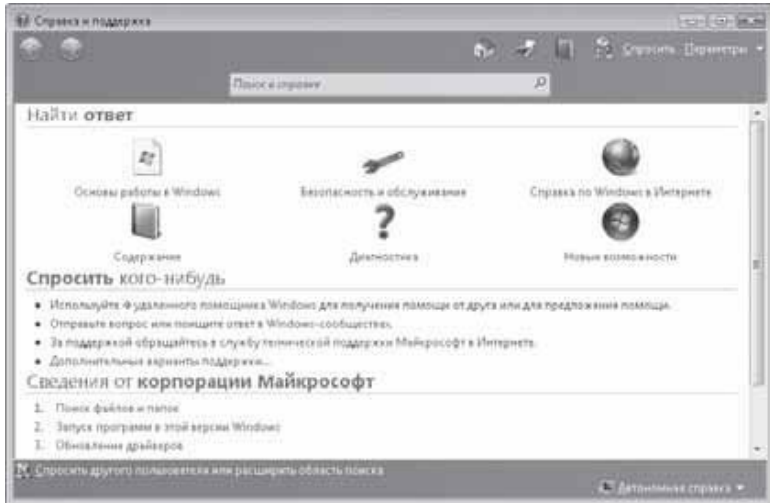 Справка и поддержка
Спросить Параметры
Поиск в справке
Найти ответ
Основы работы в Windows
Безопасность и обслуживание
Справка по Windows в Интернете
Содержание
Диагностика
Новые возможности
Спросить кого-нибудь
Используйте удаленного помощника Windows для получения помощи от друга или для предложения помощи.
Отправьте вопрос или поищите ответ в Windows-сообществах.
За поддержкой обращайтесь в службу технической поддержки Майкрософт в Интернете.
Дополнительные варианты поддержки...
Сведения от корпорации Майкрософт
1. Поиск файлов и папок
2. Запуск программ в этой версии Windows
3. Обновление драйверов
Спросить другого пользователя или расширить область поиска
Автономная справка